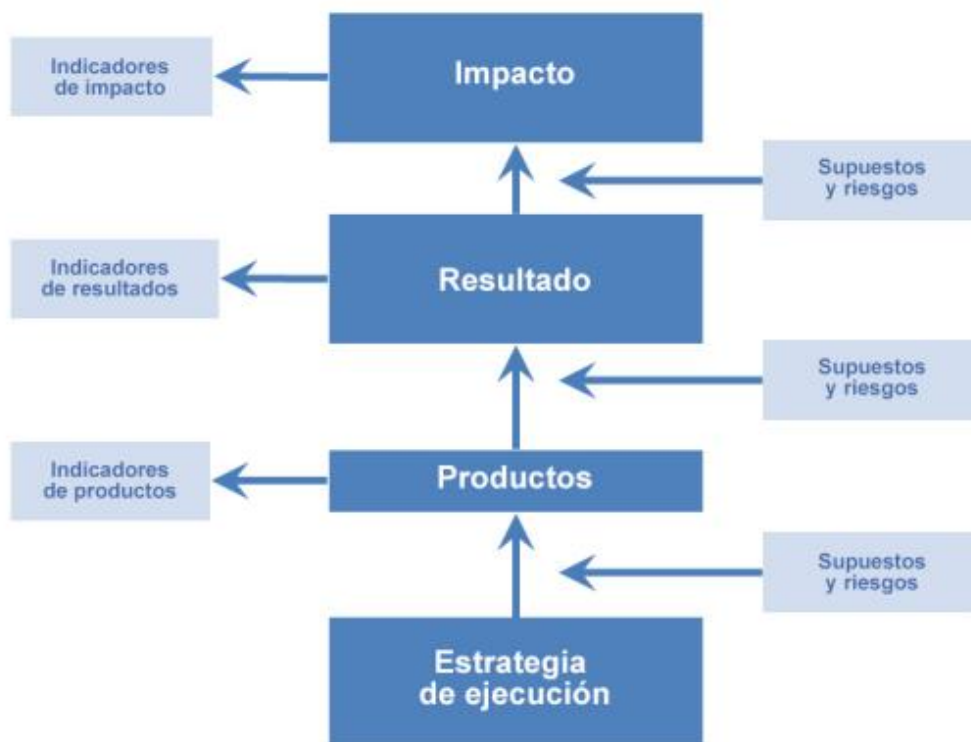 Indicadores
de impacto
Impacto
Supuestos
y riesgos
Indicadores
de resultados
Resultado
Supuestos
y riesgos
Indicadores
de productos
Productos
Supuestos
y riesgos
Estrategia
de ejecución